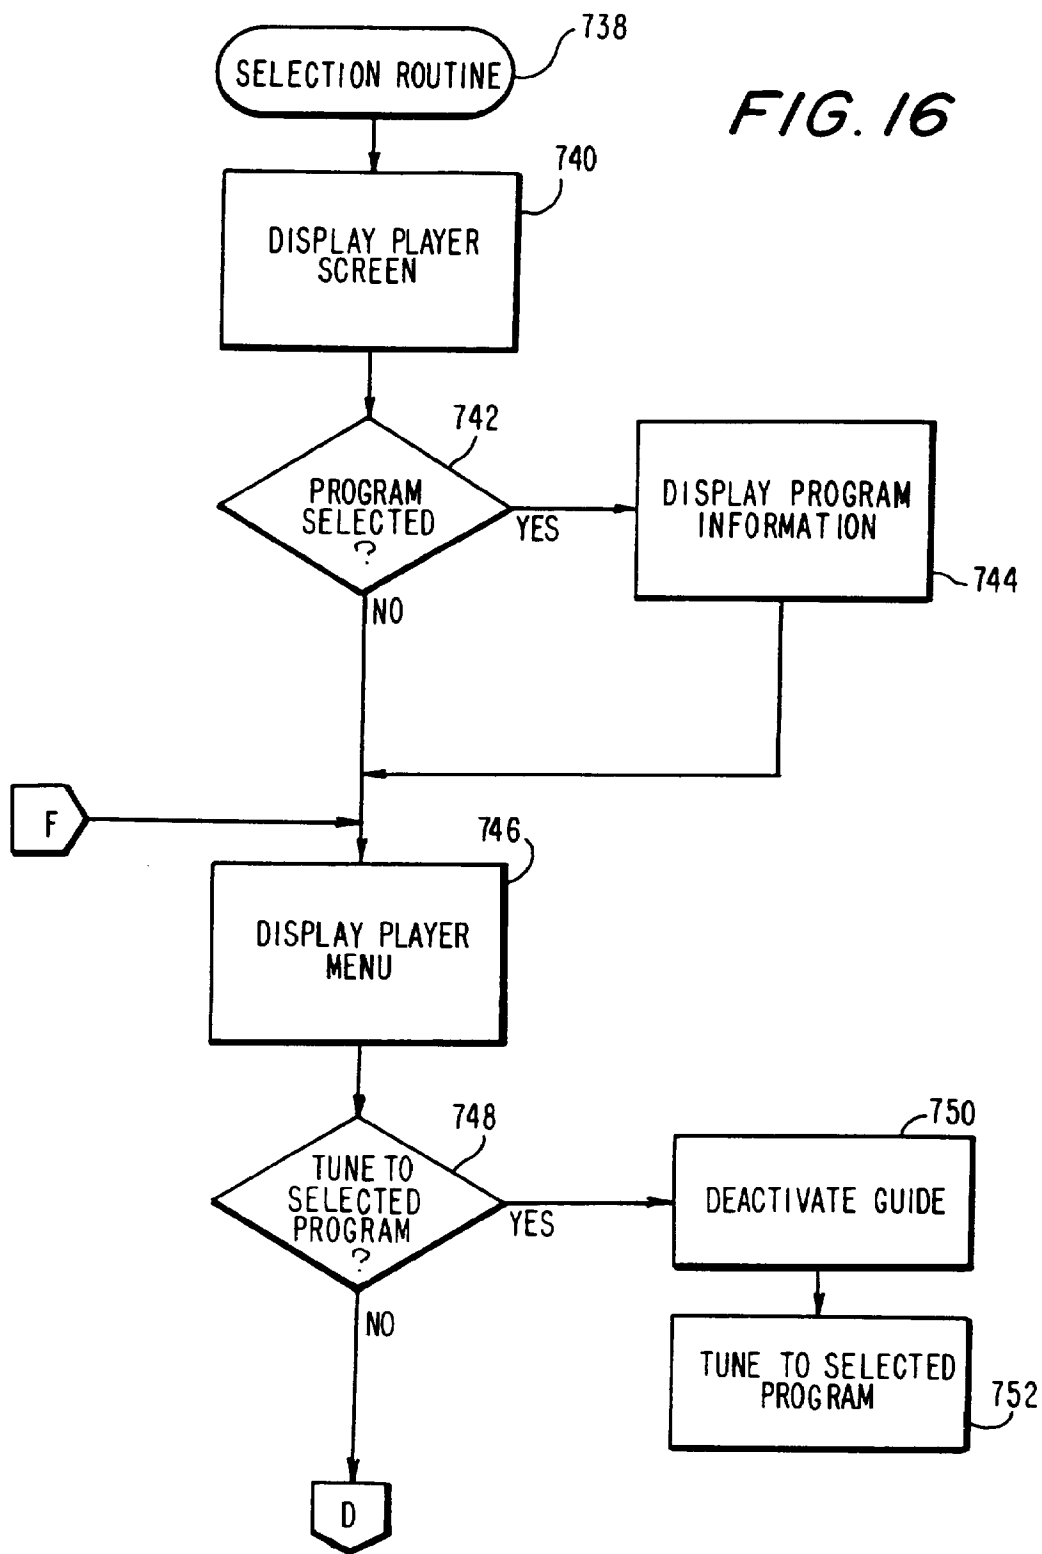 738
SELECTION ROUTINE
FIG. 16
740
DISPLAY PLAYER
SCREEN
742
PROGRAM
SELECTED
?
YES
NO
DISPLAY PROGRAM
INFORMATION
744
F
746
DISPLAY PLAYER
MENU
748
TUNE TO
SELECTED
PROGRAM
?
YES
NO
750
DEACTIVATE GUIDE
TUNE TO SELECTED
PROGRAM
752
D